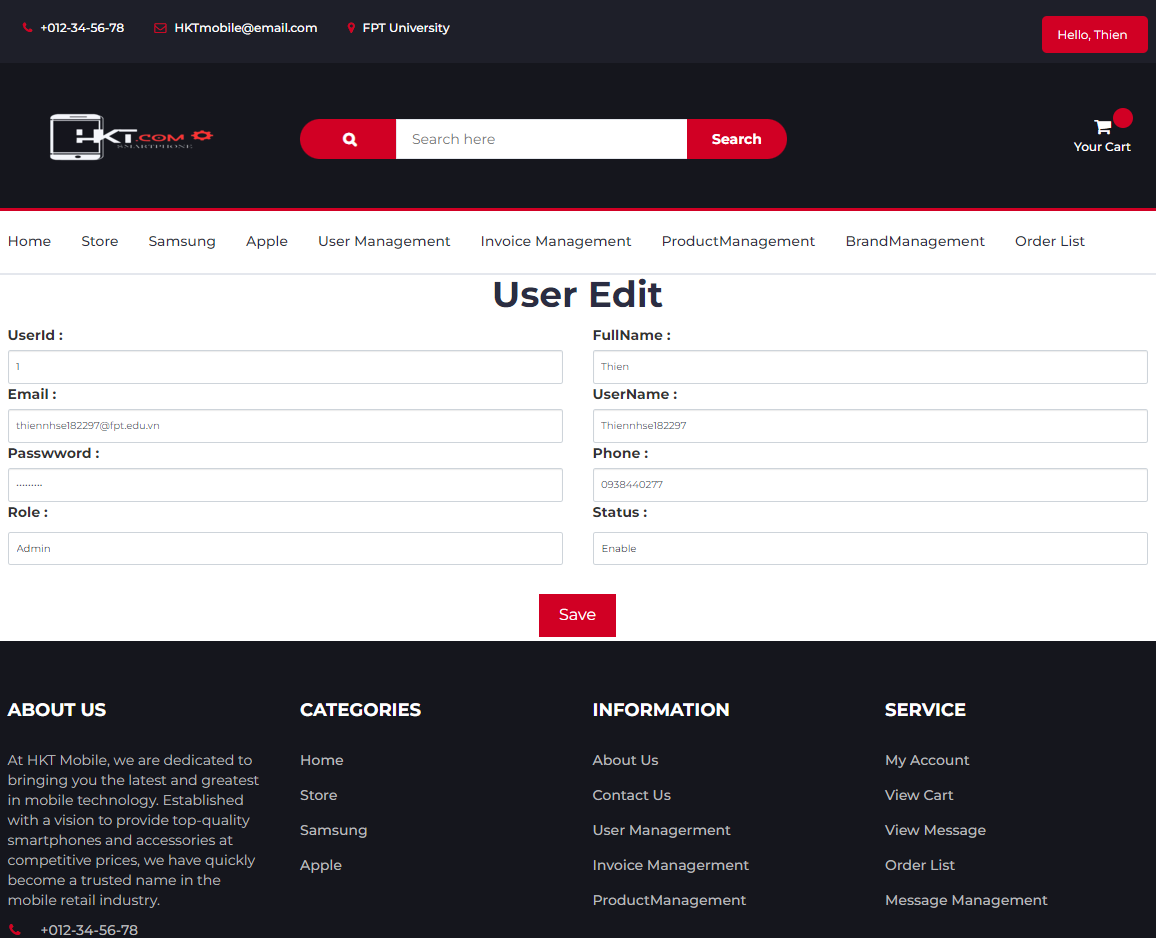 +012-34-56-78 HKTmobile@email.com FPT University Hello, Thien
HKT.COM
SMARTPHONE
Search here Search
Your Cart
Home Store Samsung Apple User Management Invoice Management ProductManagement BrandManagement Order List
User Edit
UserId : FullName :
1 Thien
Email : UserName :
thiennhse182297@fpt.edu.vn Thiennhse182297
Passwword : Phone :
········· 0938440277
Role : Status :
Admin Enable
Save
ABOUT US
At HKT Mobile, we are dedicated to
bringing you the latest and greatest
in mobile technology. Established
with a vision to provide top-quality
smartphones and accessories at
competitive prices, we have quickly
become a trusted name in the
mobile retail industry.
+012-34-56-78
CATEGORIES
Home
Store
Samsung
Apple
INFORMATION
About Us
Contact Us
User Managerment
Invoice Managerment
ProductManagement
SERVICE
My Account
View Cart
View Message
Order List
Message Management